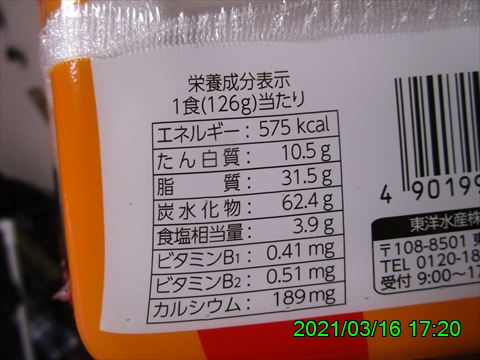 栄養成分表示
1食(126g)当たり
エネルギー: 575 kcal
たん白質: 10.5 g
脂質: 31.5 g
炭水化物: 62.4 g
食塩相当量: 3.9 g
ビタミンB1: 0.41 mg
ビタミンB2: 0.51 mg
カルシウム: 189 mg
4 90199
東洋水産株
〒108-8501
TEL 0120-18
受付 9:00〜1
2021/03/16 17:20